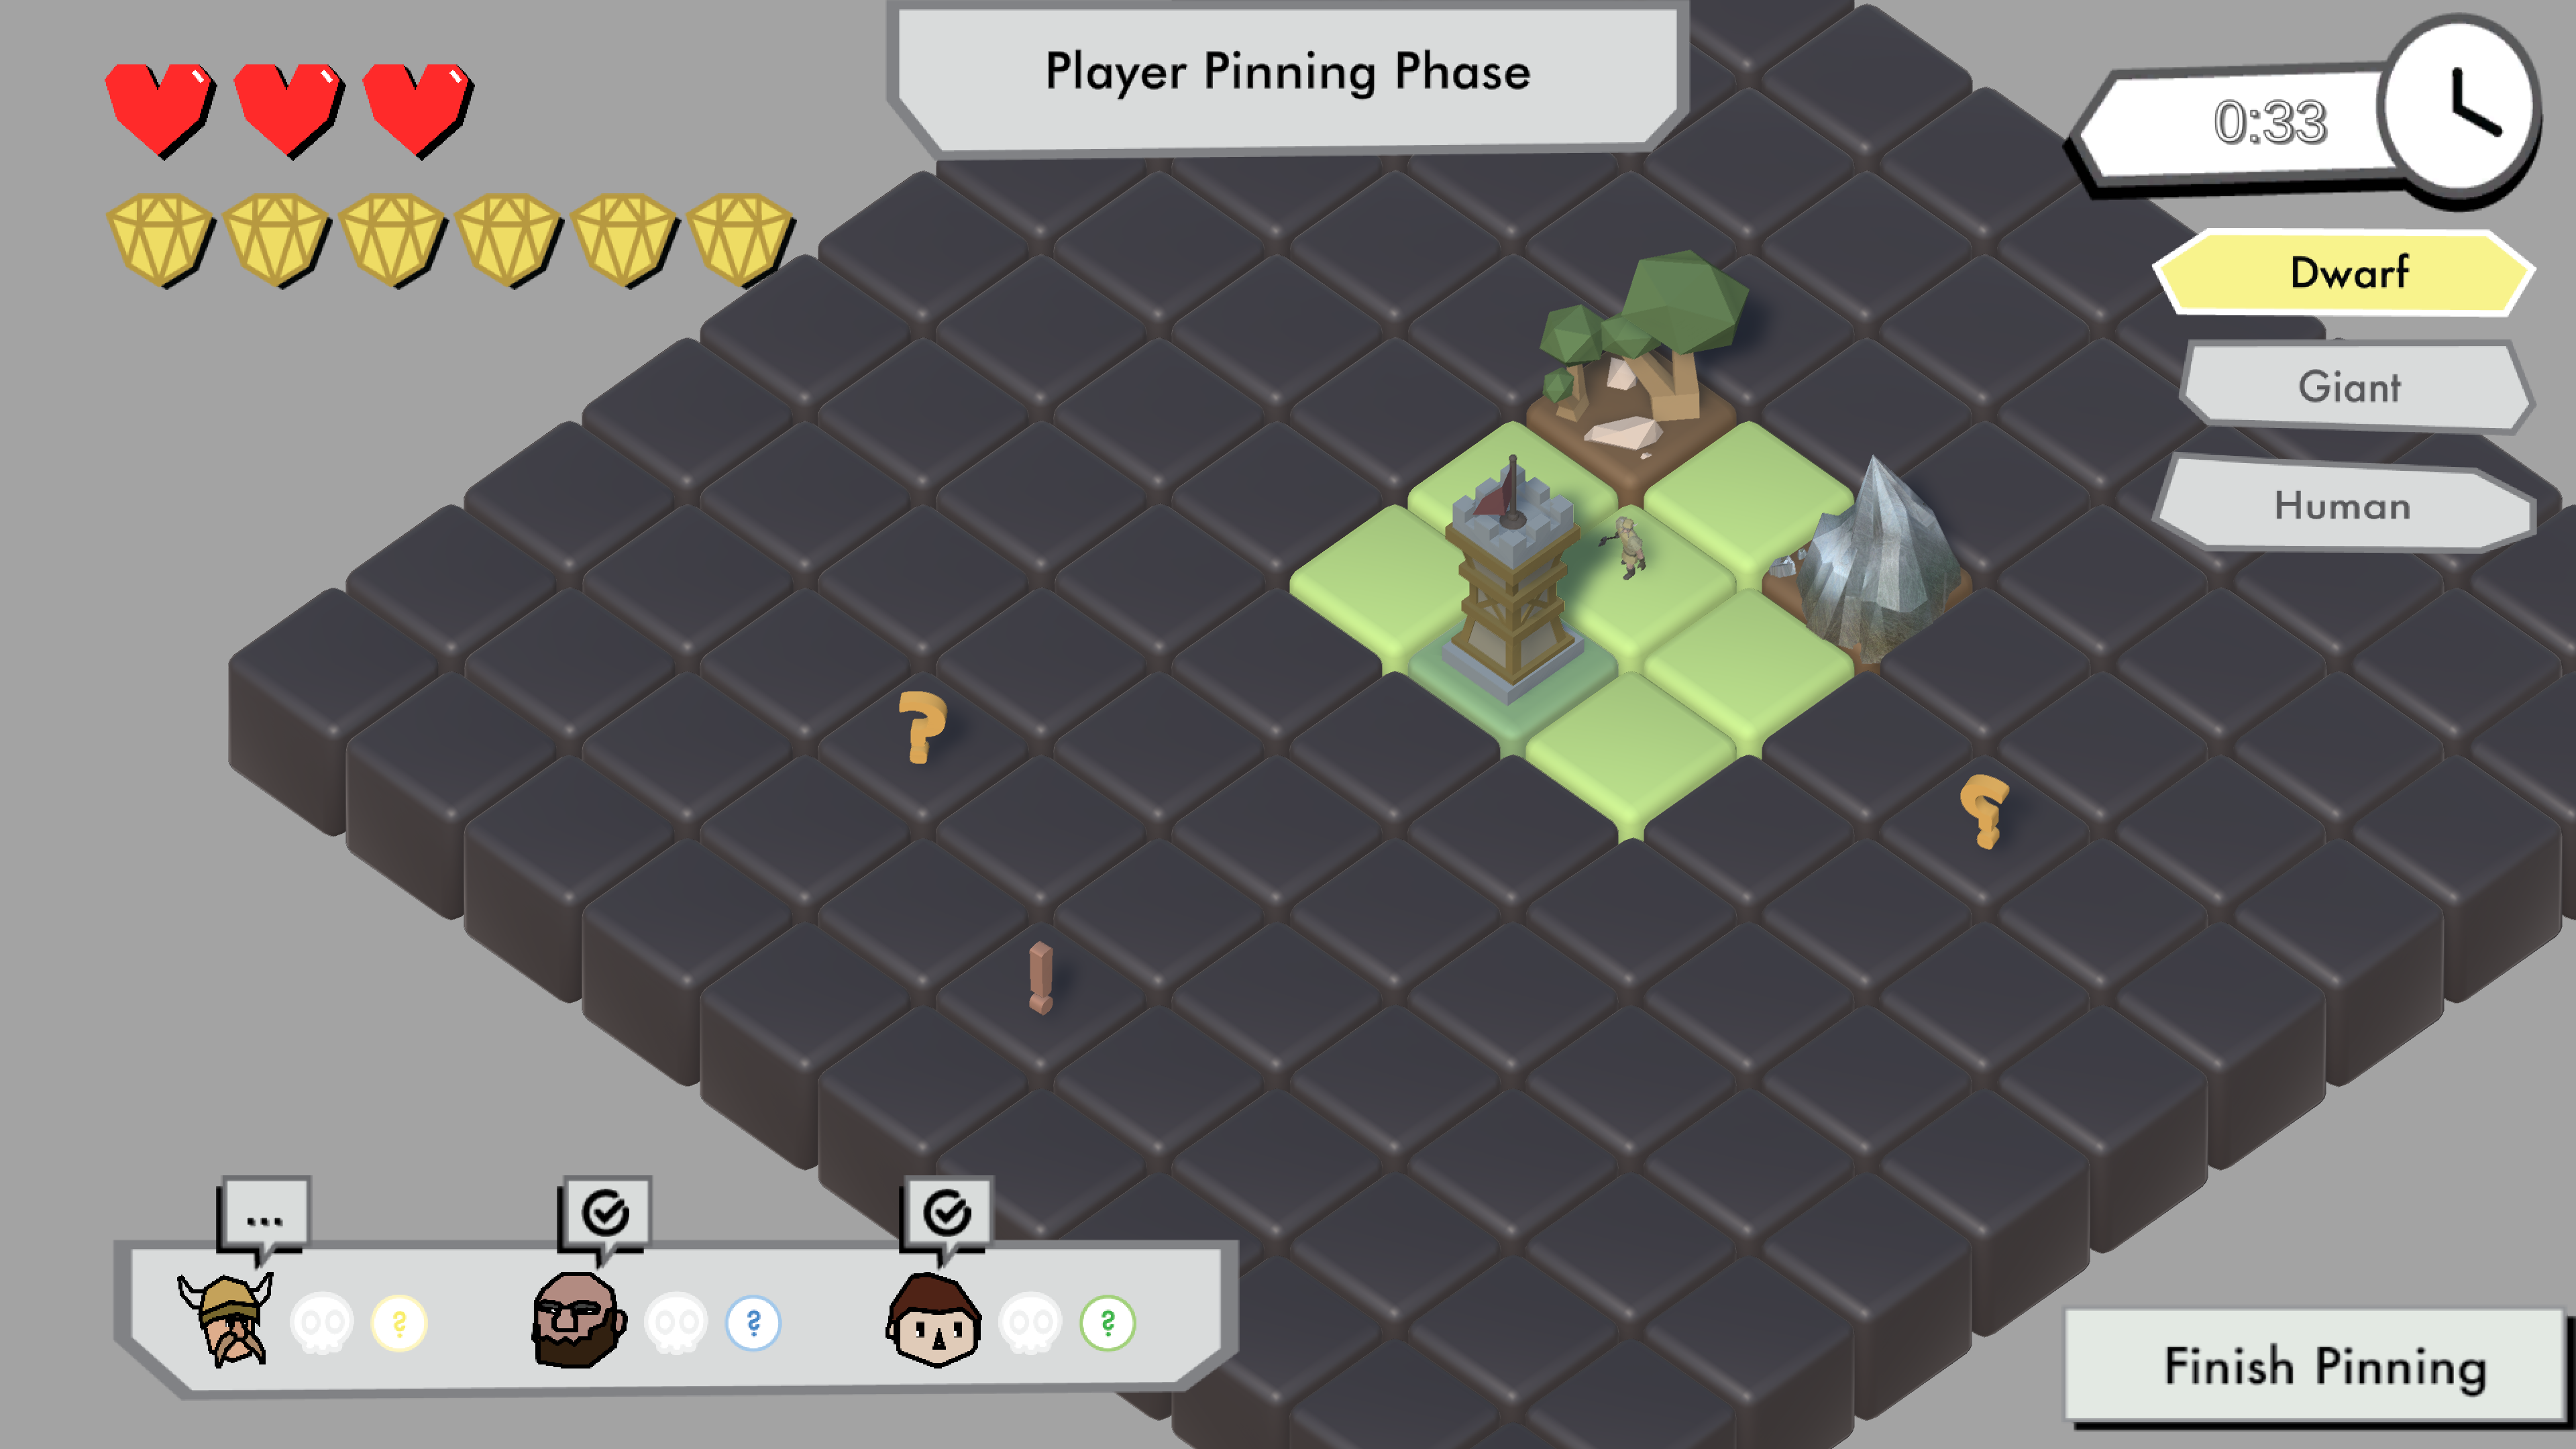 Player Pinning Phase
0:33
Dwarf
Giant
Human
?
?
!
...
?
?
?
Finish Pinning